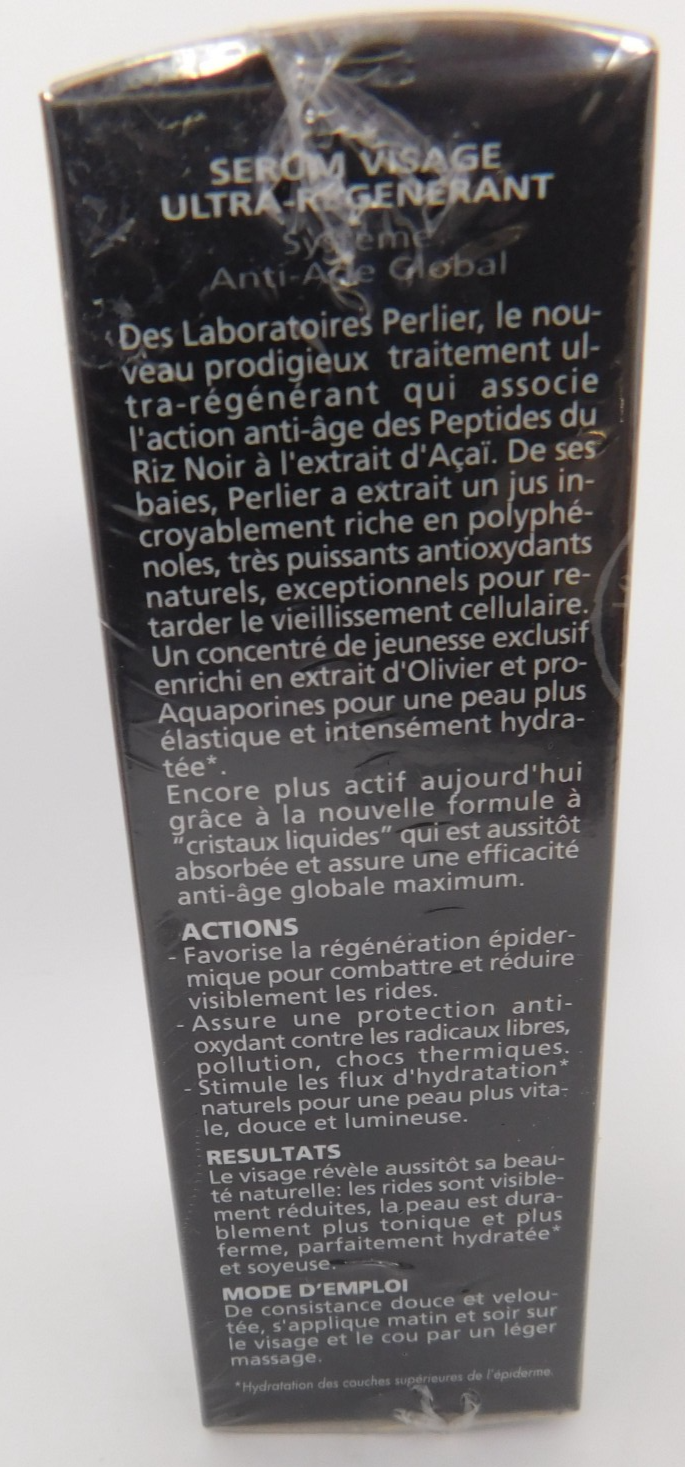 SERUM VISAGE
ULTRA-REGENERANT
Système
Anti-Age Global
Des Laboratoires Perlier, le nou-
veau prodigieux traitement ul-
tra-régénérant qui associe
l'action anti-âge des Peptides du
Riz Noir à l'extrait d'Açaï. De ses
baies, Perlier a extrait un jus in-
croyablement riche en polyphé-
noles, très puissants antioxydants
naturels, exceptionnels pour re-
tarder le vieillissement cellulaire.
Un concentré de jeunesse exclusif
enrichi en extrait d'Olivier et pro-
Aquaporines pour une peau plus
élastique et intensément hydra-
tée*.
Encore plus actif aujourd'hui
grâce à la nouvelle formule à
"cristaux liquides" qui est aussitôt
absorbée et assure une efficacité
anti-âge globale maximum.
ACTIONS
- Favorise la régénération épider-
mique pour combattre et réduire
visiblement les rides.
- Assure une protection anti-
oxydant contre les radicaux libres,
pollution, chocs thermiques.
- Stimule les flux d'hydratation*
naturels pour une peau plus vita-
le, douce et lumineuse.
RESULTATS
Le visage révèle aussitôt sa beau-
té naturelle: les rides sont visible-
ment réduites, la peau est dura-
blement plus tonique et plus
ferme, parfaitement hydratée*
et soyeuse.
MODE D'EMPLOI
De consistance douce et velou-
tée, s'applique matin et soir sur
le visage et le cou par un léger
massage.
*Hydratation des couches supérieures de l'épiderme.